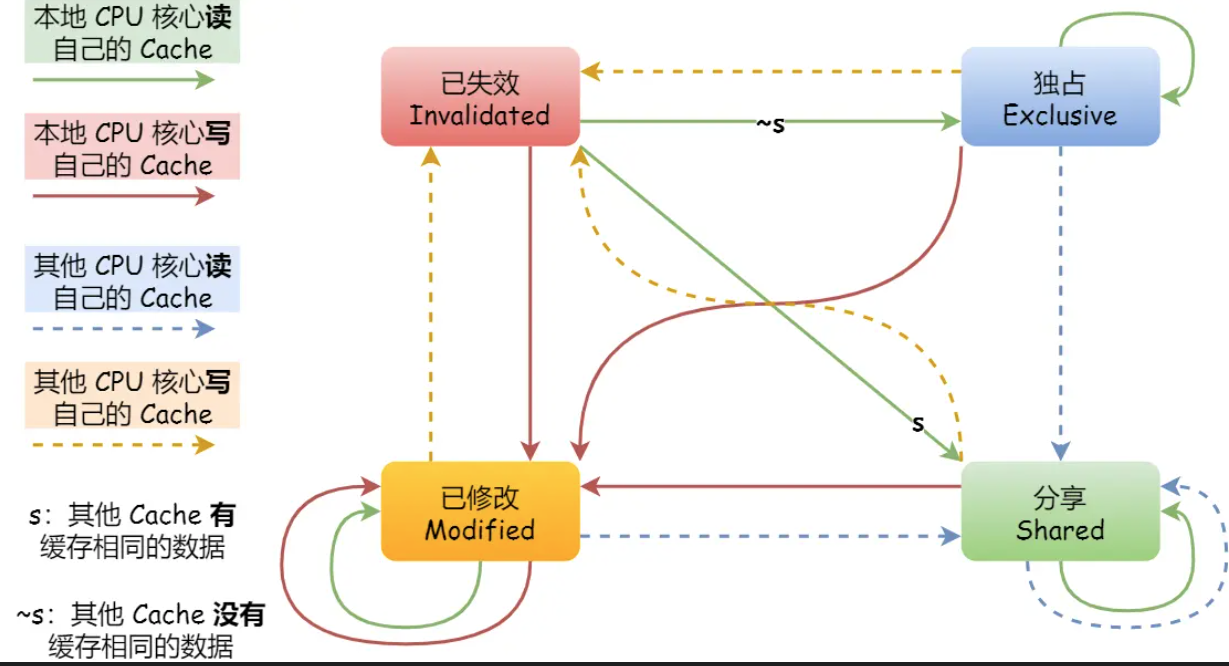 本地 CPU 核心读
自己的 Cache
本地 CPU 核心写
自己的 Cache
其他 CPU 核心读
自己的 Cache
其他 CPU 核心写
自己的 Cache
s：其他 Cache 有
缓存相同的数据
~s：其他 Cache 没有
缓存相同的数据
已失效
Invalidated
独占
Exclusive
~s
s
已修改
Modified
分享
Shared